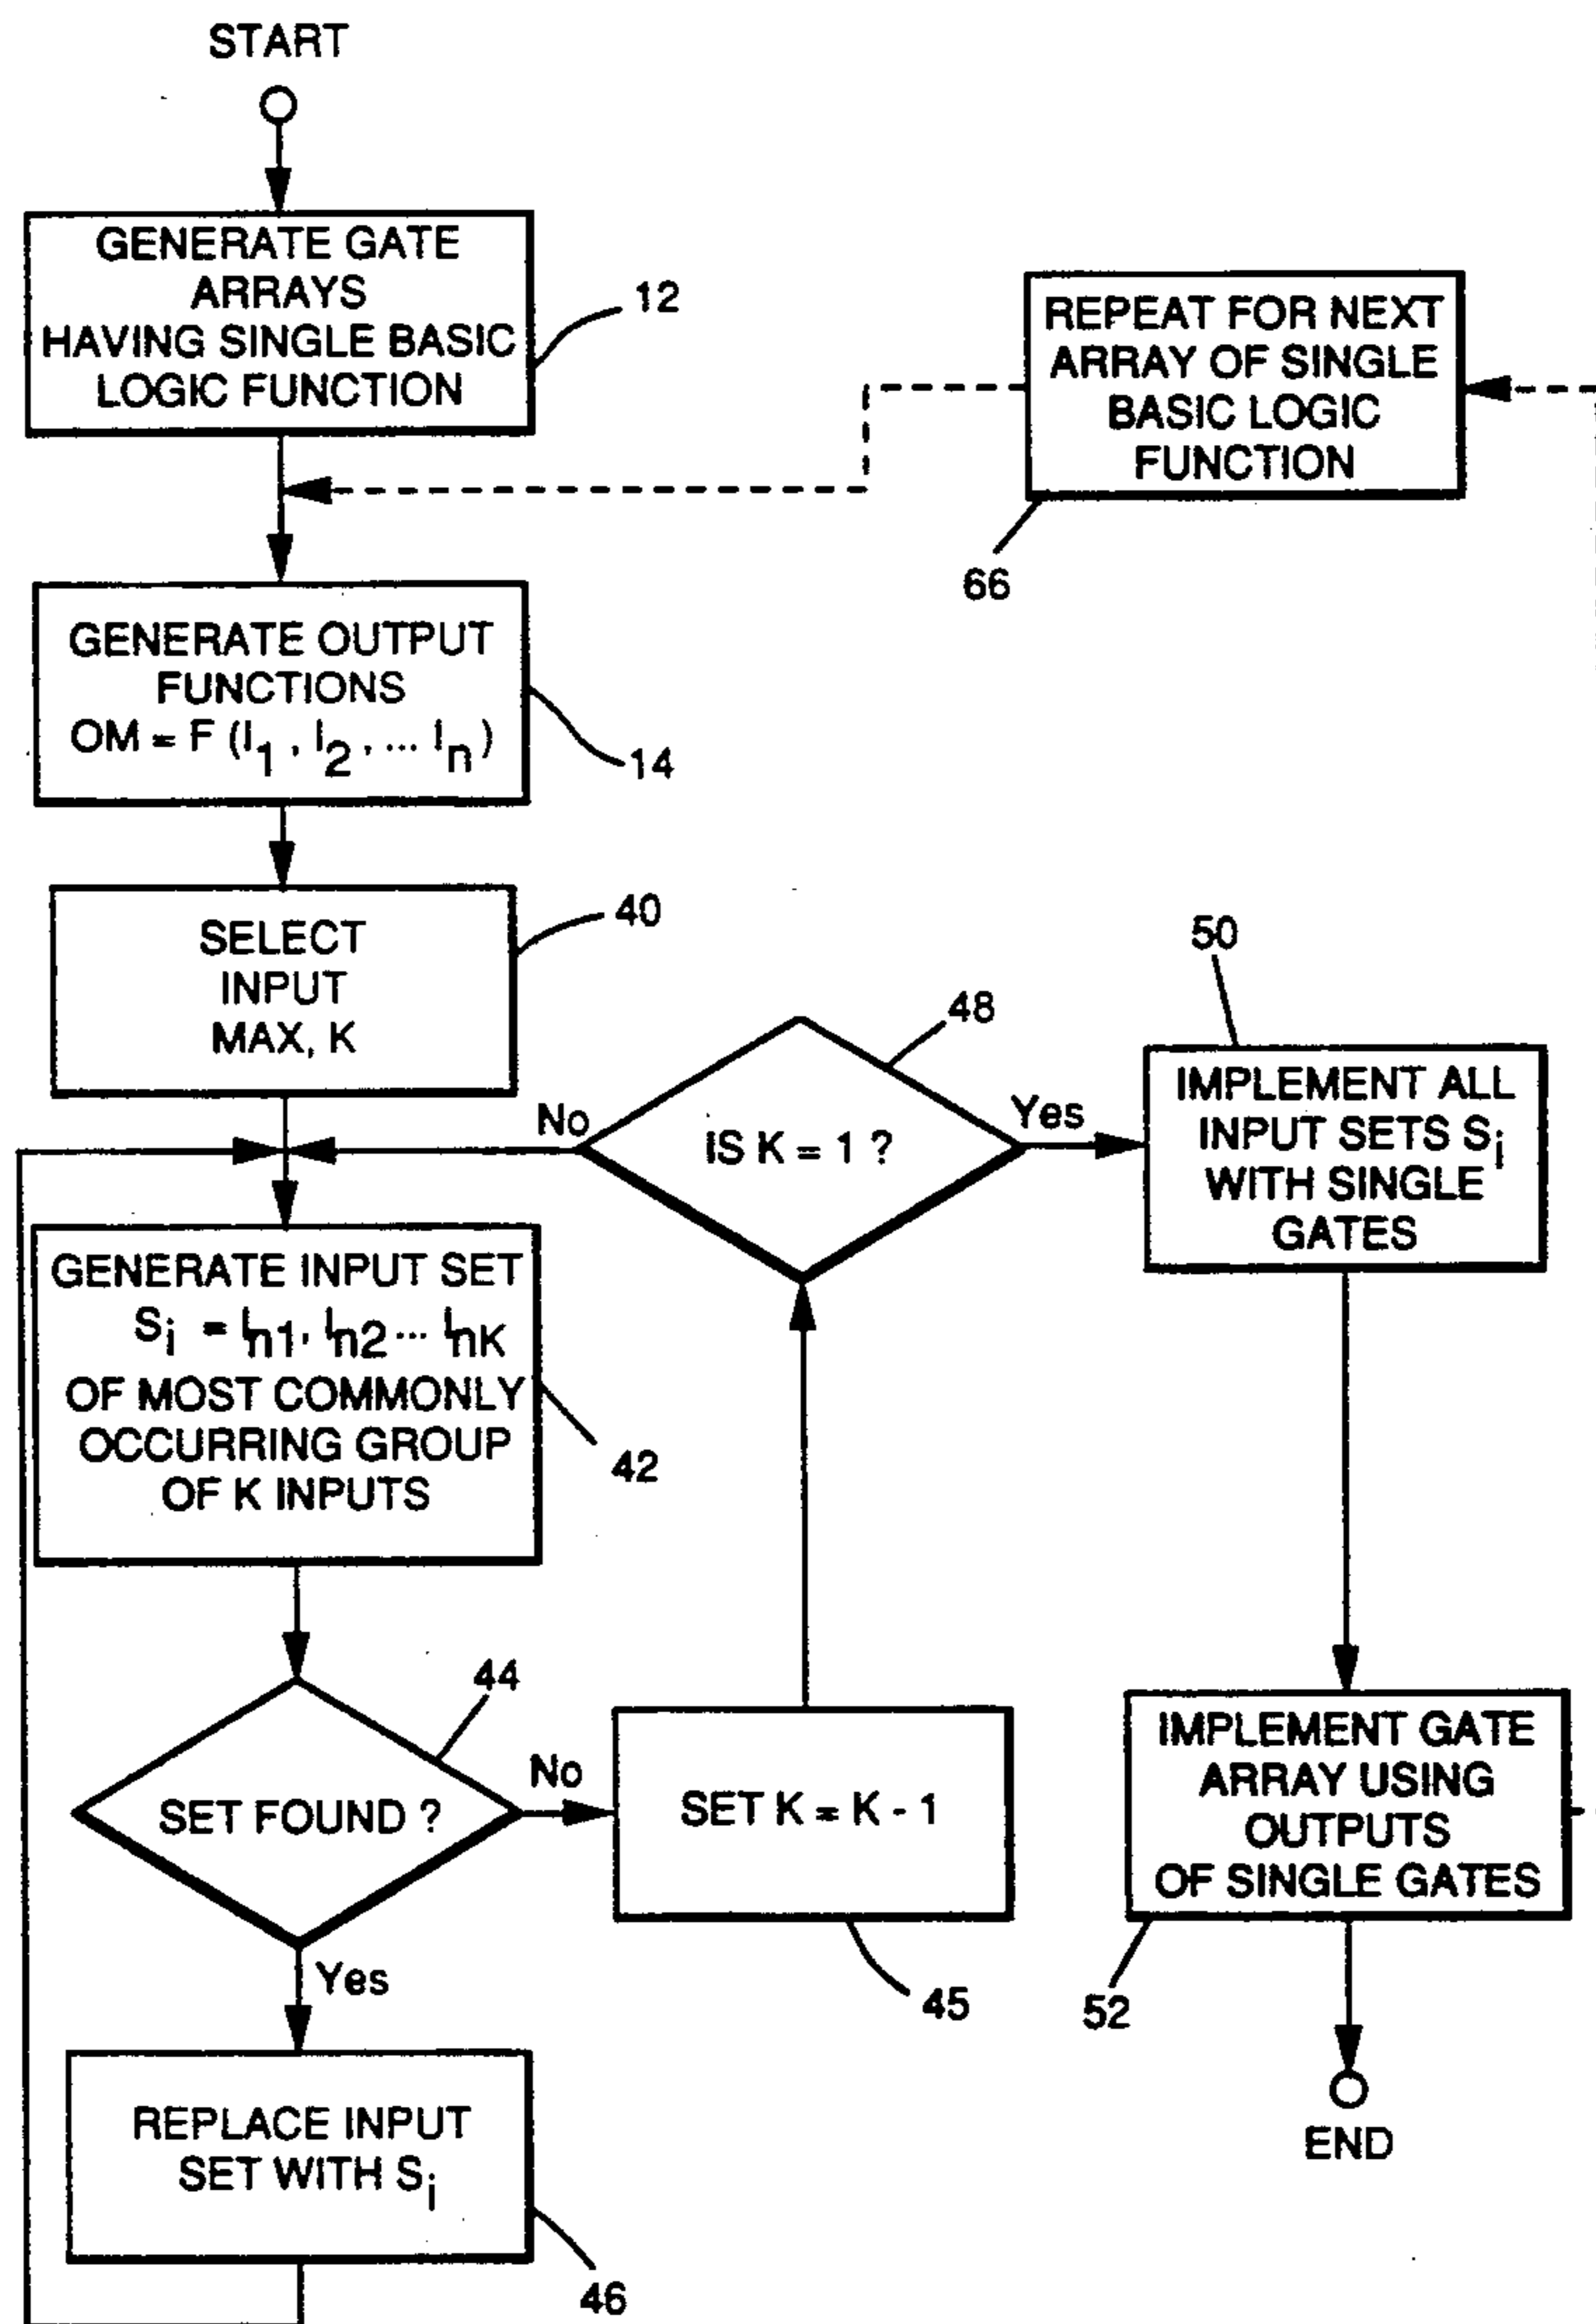 START
GENERATE GATE
ARRAYS
HAVING SINGLE BASIC
LOGIC FUNCTION
12
REPEAT FOR NEXT
ARRAY OF SINGLE
BASIC LOGIC
FUNCTION
66
GENERATE OUTPUT
FUNCTIONS
OM = F (I1, I2, ... In)
14
SELECT
INPUT
MAX, K
40
No
IS K = 1 ?
48
Yes
50
IMPLEMENT ALL
INPUT SETS Si
WITH SINGLE
GATES
GENERATE INPUT SET
Si = In1, In2 ... InK
OF MOST COMMONLY
OCCURRING GROUP
OF K INPUTS
42
44
SET FOUND ?
No
SET K = K - 1
45
IMPLEMENT GATE
ARRAY USING
OUTPUTS
OF SINGLE GATES
52
Yes
REPLACE INPUT
SET WITH Si
46
END